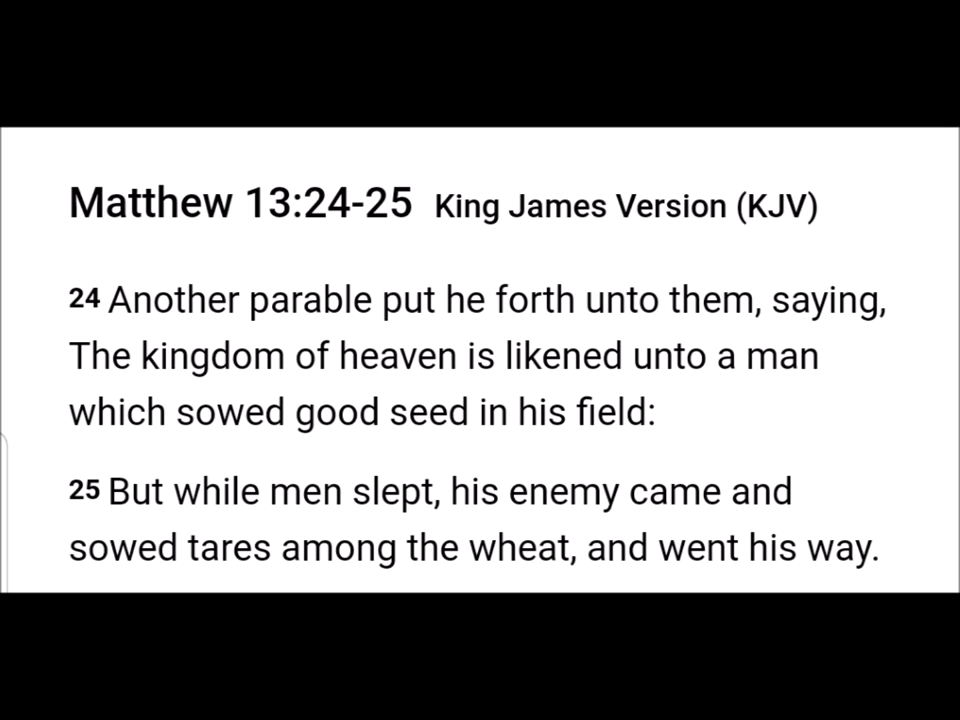 Matthew 13:24-25 King James Version (KJV)
24 Another parable put he forth unto them, saying,
The kingdom of heaven is likened unto a man
which sowed good seed in his field:
25 But while men slept, his enemy came and
sowed tares among the wheat, and went his way.